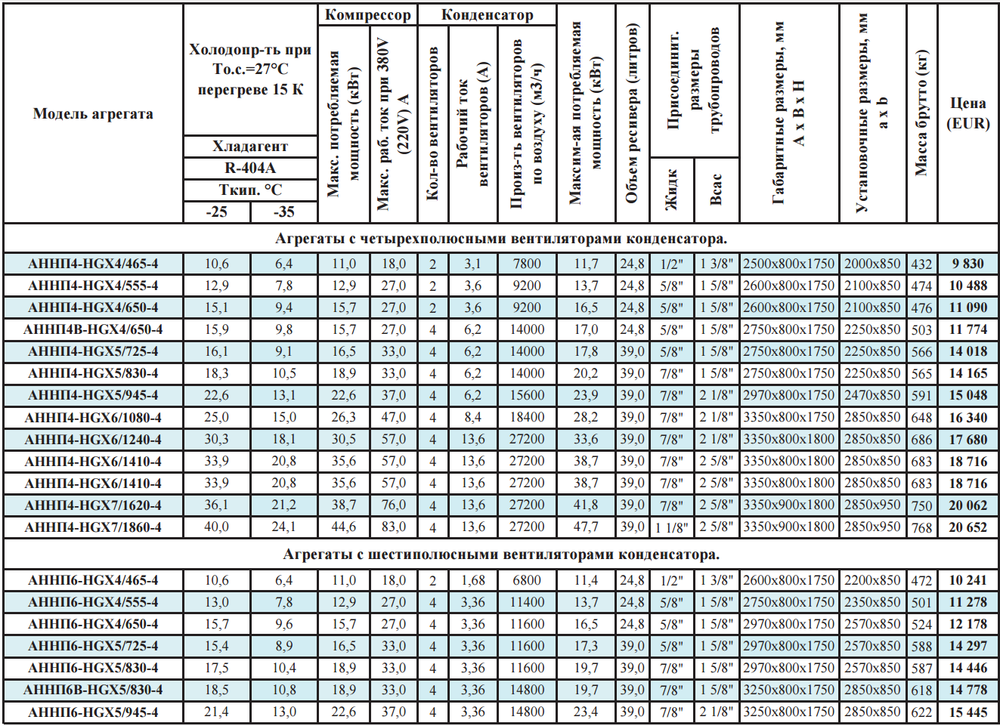 Модель агрегата
Холодопр-ть при
То.с.=27°С
перегреве 15 К
Хладагент
R-404A
Ткип. °С
-25 -35
Компрессор
Макс. потребляемая
мощность (кВт)
Макс. раб. ток при 380V
(220V) А
Конденсатор
Кол-во вентиляторов
Рабочий ток
вентиляторов (А)
Произ-ть вентиляторов
по воздуху (м3/ч)
Максим-ая потребляемая
мощность (кВт)
Объем ресивера (литров)
Присоединит.
размеры
трубопроводов
Жидк
Всас
Габаритные размеры, мм
А x В x Н
Установочные размеры, мм
a x b
Масса брутто (кг)
Цена
(EUR)
Агрегаты с четырехполюсными вентиляторами конденсатора.
АННП4-HGX4/465-4 10,6 6,4 11,0 18,0 2 3,1 7800 11,7 24,8 1/2" 1 3/8" 2500x800x1750 2000x850 432 9 830
АННП4-HGX4/555-4 12,9 7,8 12,9 27,0 2 3,6 9200 13,7 24,8 5/8" 1 5/8" 2600x800x1750 2100x850 474 10 488
АННП4-HGX4/650-4 15,1 9,4 15,7 27,0 2 3,6 9200 16,5 24,8 5/8" 1 5/8" 2600x800x1750 2100x850 476 11 090
АННП4В-HGX4/650-4 15,9 9,8 15,7 27,0 4 6,2 14000 17,0 24,8 5/8" 1 5/8" 2750x800x1750 2250x850 503 11 774
АННП4-HGX5/725-4 16,1 9,1 16,5 33,0 4 6,2 14000 17,8 39,0 5/8" 1 5/8" 2750x800x1750 2250x850 566 14 018
АННП4-HGX5/830-4 18,3 10,5 18,9 33,0 4 6,2 14000 20,2 39,0 7/8" 1 5/8" 2750x800x1750 2250x850 565 14 165
АННП4-HGX5/945-4 22,6 13,1 22,6 37,0 4 6,2 15600 23,9 39,0 7/8" 2 1/8" 2970x800x1750 2470x850 591 15 048
АННП4-HGX6/1080-4 25,0 15,0 26,3 47,0 4 8,4 18400 28,2 39,0 7/8" 2 1/8" 3350x800x1750 2850x850 648 16 340
АННП4-HGX6/1240-4 30,3 18,1 30,5 57,0 4 13,6 27200 33,6 39,0 7/8" 2 1/8" 3350x800x1800 2850x850 686 17 680
АННП4-HGX6/1410-4 33,9 20,8 35,6 57,0 4 13,6 27200 38,7 39,0 7/8" 2 5/8" 3350x800x1800 2850x850 683 18 716
АННП4-HGX6/1410-4 33,9 20,8 35,6 57,0 4 13,6 27200 38,7 39,0 7/8" 2 5/8" 3350x800x1800 2850x850 683 18 716
АННП4-HGX7/1620-4 36,1 21,2 38,7 76,0 4 13,6 27200 41,8 39,0 7/8" 2 5/8" 3350x900x1800 2850x950 750 20 062
АННП4-HGX7/1860-4 40,0 24,1 44,6 83,0 4 13,6 27200 47,7 39,0 1 1/8" 2 5/8" 3350x900x1800 2850x950 768 20 652
Агрегаты с шестиполюсными вентиляторами конденсатора.
АННП6-HGX4/465-4 10,6 6,4 11,0 18,0 2 1,68 6800 11,4 24,8 1/2" 1 3/8" 2600x800x1750 2200x850 472 10 241
АННП6-HGX4/555-4 13,0 7,8 12,9 27,0 4 3,36 11400 13,7 24,8 5/8" 1 5/8" 2750x800x1750 2350x850 501 11 278
АННП6-HGX4/650-4 15,7 9,6 15,7 27,0 4 3,36 11600 16,5 24,8 5/8" 1 5/8" 2970x800x1750 2570x850 524 12 178
АННП6-HGX5/725-4 15,4 8,9 16,5 33,0 4 3,36 11600 17,3 39,0 5/8" 1 5/8" 2970x800x1750 2570x850 588 14 297
АННП6-HGX5/830-4 17,5 10,4 18,9 33,0 4 3,36 11600 19,7 39,0 7/8" 1 5/8" 2970x800x1750 2570x850 587 14 446
АННП6В-HGX5/830-4 18,5 10,8 18,9 33,0 4 3,36 14800 19,7 39,0 7/8" 1 5/8" 3250x800x1750 2850x850 618 14 778
АННП6-HGX5/945-4 21,4 13,0 22,6 37,0 4 3,36 14800 23,4 39,0 7/8" 2 1/8" 3250x800x1750 2850x850 622 15 445